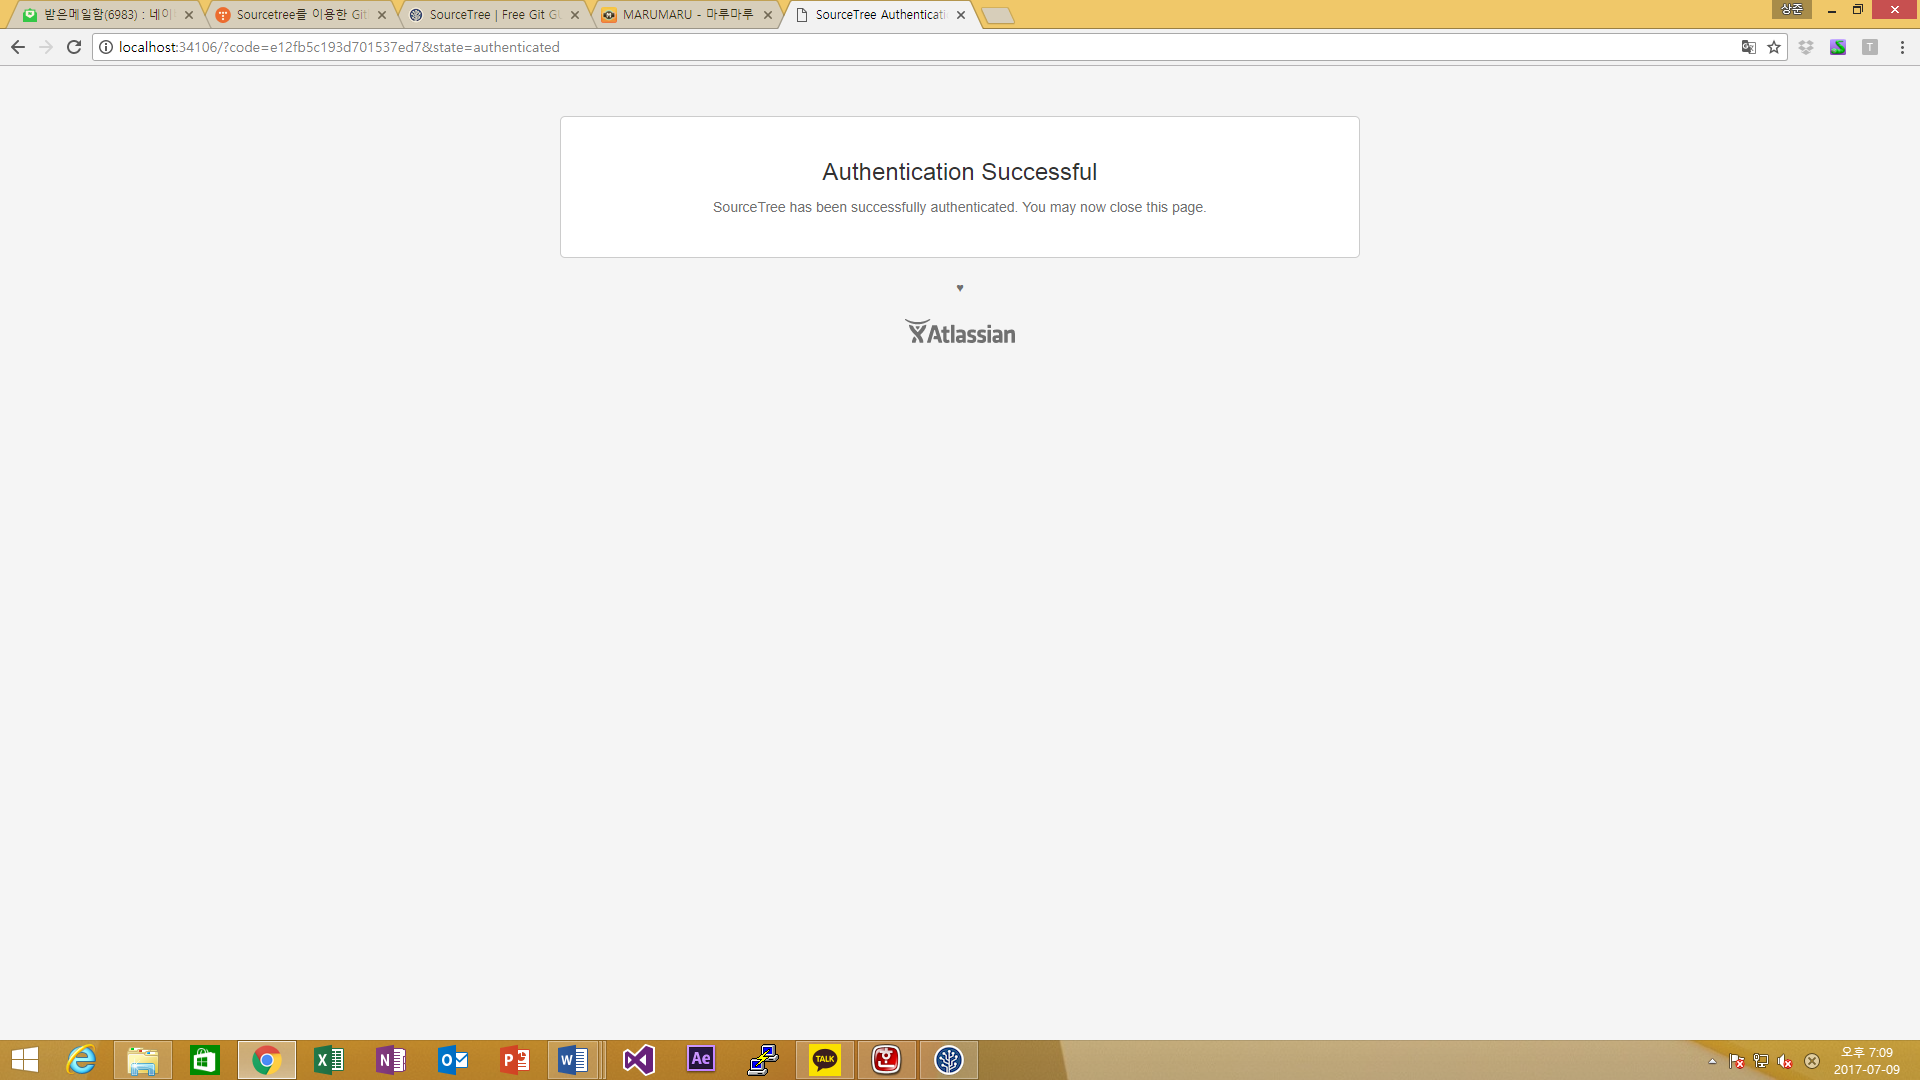 받은메일함(6983) : 네이
Sourcetree를 이용한 Git
SourceTree | Free Git GU
MARUMARU - 마루마루
SourceTree Authenticati
상준
localhost:34106/?code=e12fb5c193d701537ed7&state=authenticated
T
Authentication Successful
SourceTree has been successfully authenticated. You may now close this page.
♥
Atlassian
Ae
TALK
오후 7:09
2017-07-09